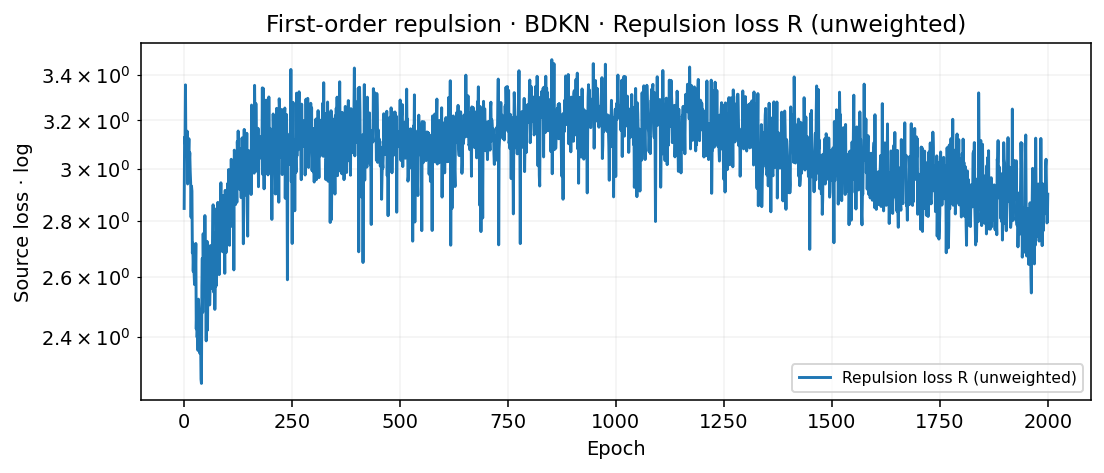 First-order repulsion · BDKN · Repulsion loss R (unweighted)
Source loss · log
3.4 × 10⁰
3.2 × 10⁰
3 × 10⁰
2.8 × 10⁰
2.6 × 10⁰
2.4 × 10⁰
Repulsion loss R (unweighted)
0 250 500 750 1000 1250 1500 1750 2000
Epoch